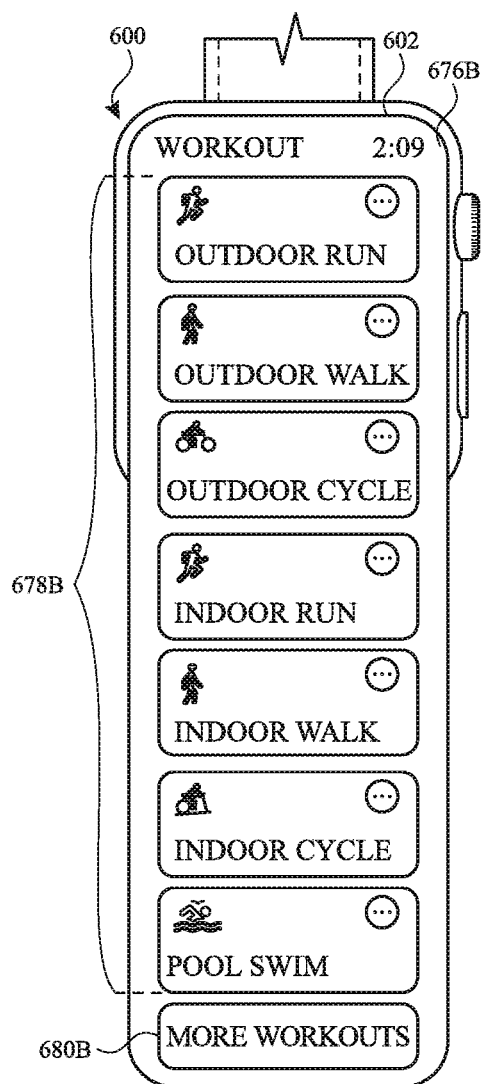 600
602
676B
WORKOUT 2:09
OUTDOOR RUN
OUTDOOR WALK
OUTDOOR CYCLE
INDOOR RUN
678B
INDOOR WALK
INDOOR CYCLE
POOL SWIM
MORE WORKOUTS
680B